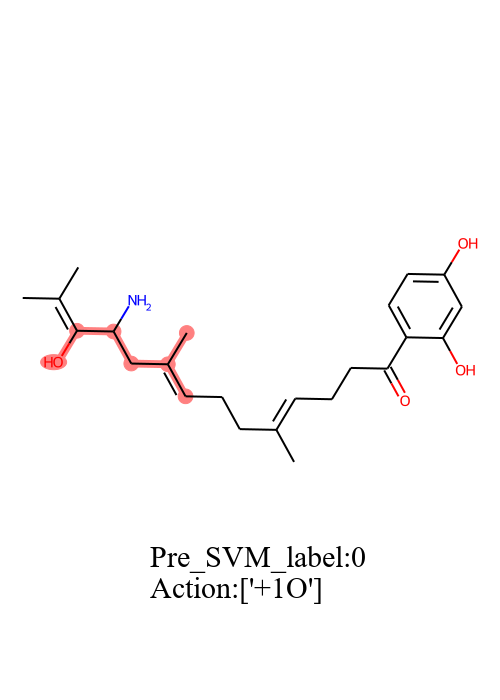 OH
NH2
HO
OH
O
Pre_SVM_label:0
Action:['+1O']